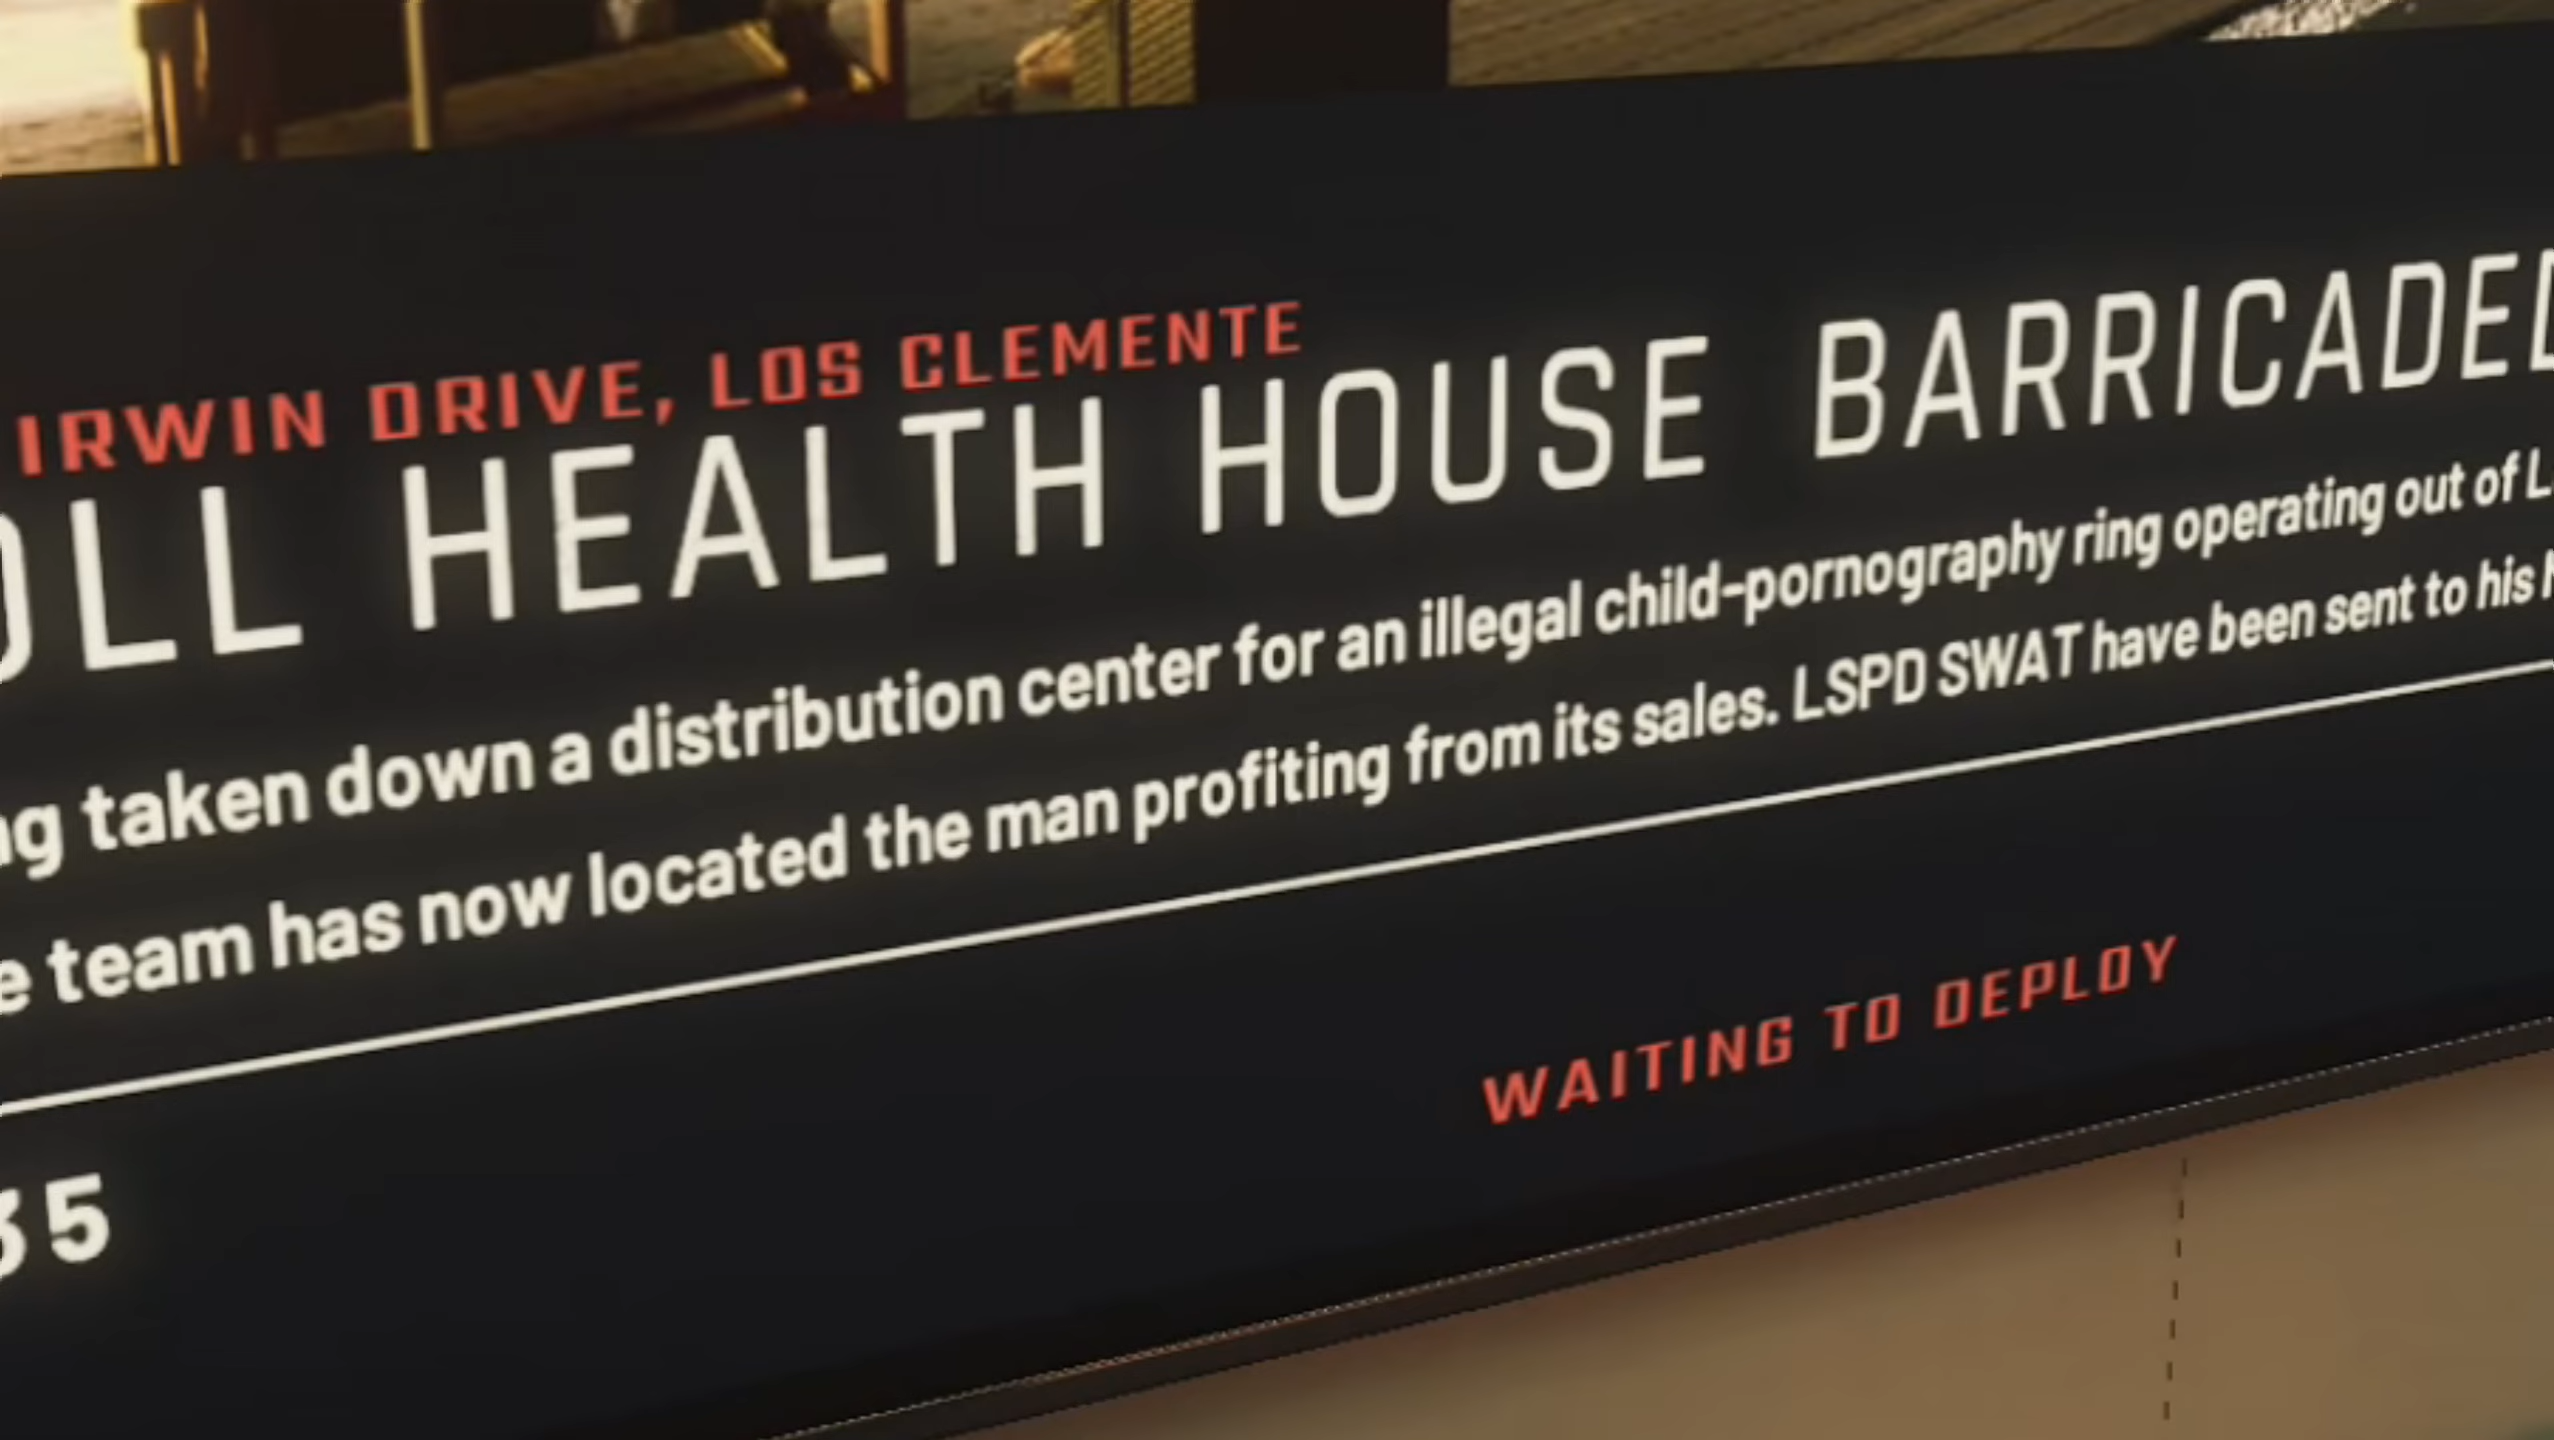 IRWIN DRIVE, LOS CLEMENTE
HEALTH HOUSE BARRICADED
taken down a distribution center for an illegal child-pornography ring operating out of
team has now located the man profiting from its sales. LSPD SWAT have been sent to his
WAITING TO DEPLOY
35